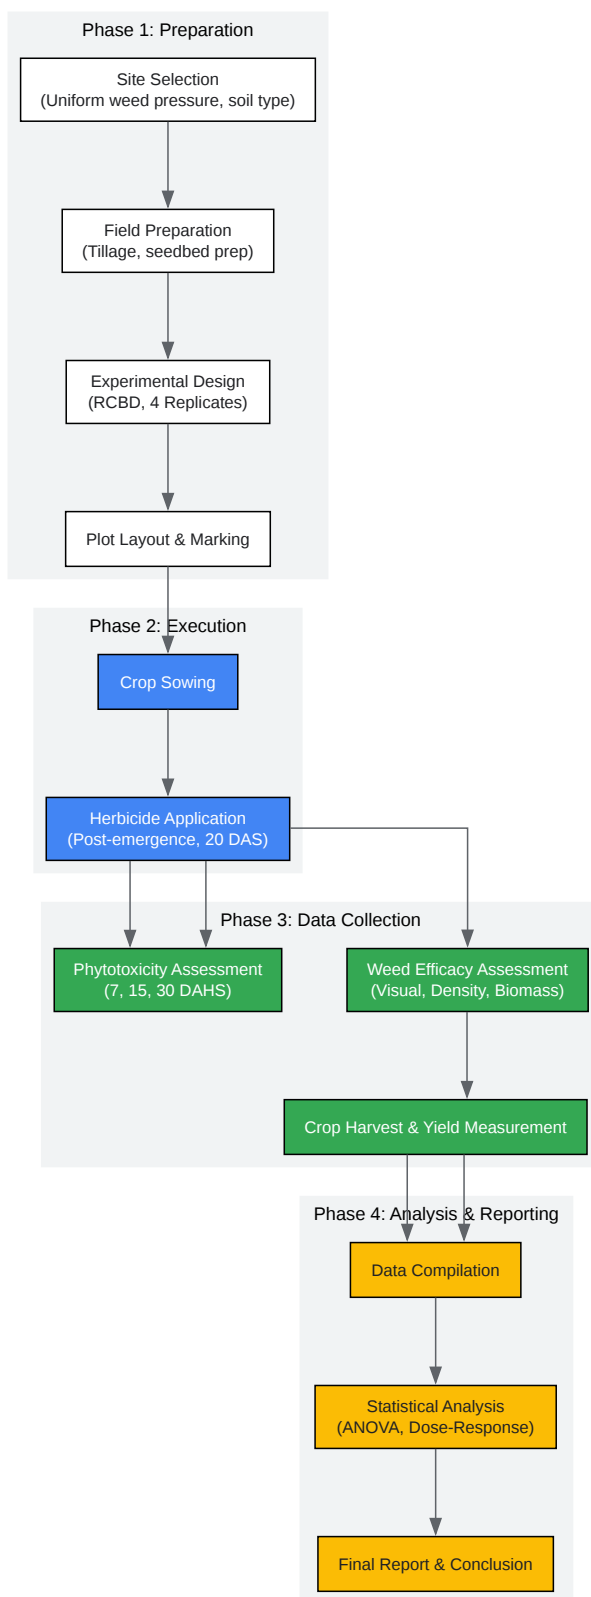 Phase 1: Preparation
Site Selection
(Uniform weed pressure, soil type)
Field Preparation
(Tillage, seedbed prep)
Experimental Design
(RCBD, 4 Replicates)
Plot Layout & Marking
Phase 2: Execution
Crop Sowing
Herbicide Application
(Post-emergence, 20 DAS)
Phase 3: Data Collection
Phytotoxicity Assessment
(7, 15, 30 DAHS)
Weed Efficacy Assessment
(Visual, Density, Biomass)
Crop Harvest & Yield Measurement
Phase 4: Analysis & Reporting
Data Compilation
Statistical Analysis
(ANOVA, Dose-Response)
Final Report & Conclusion